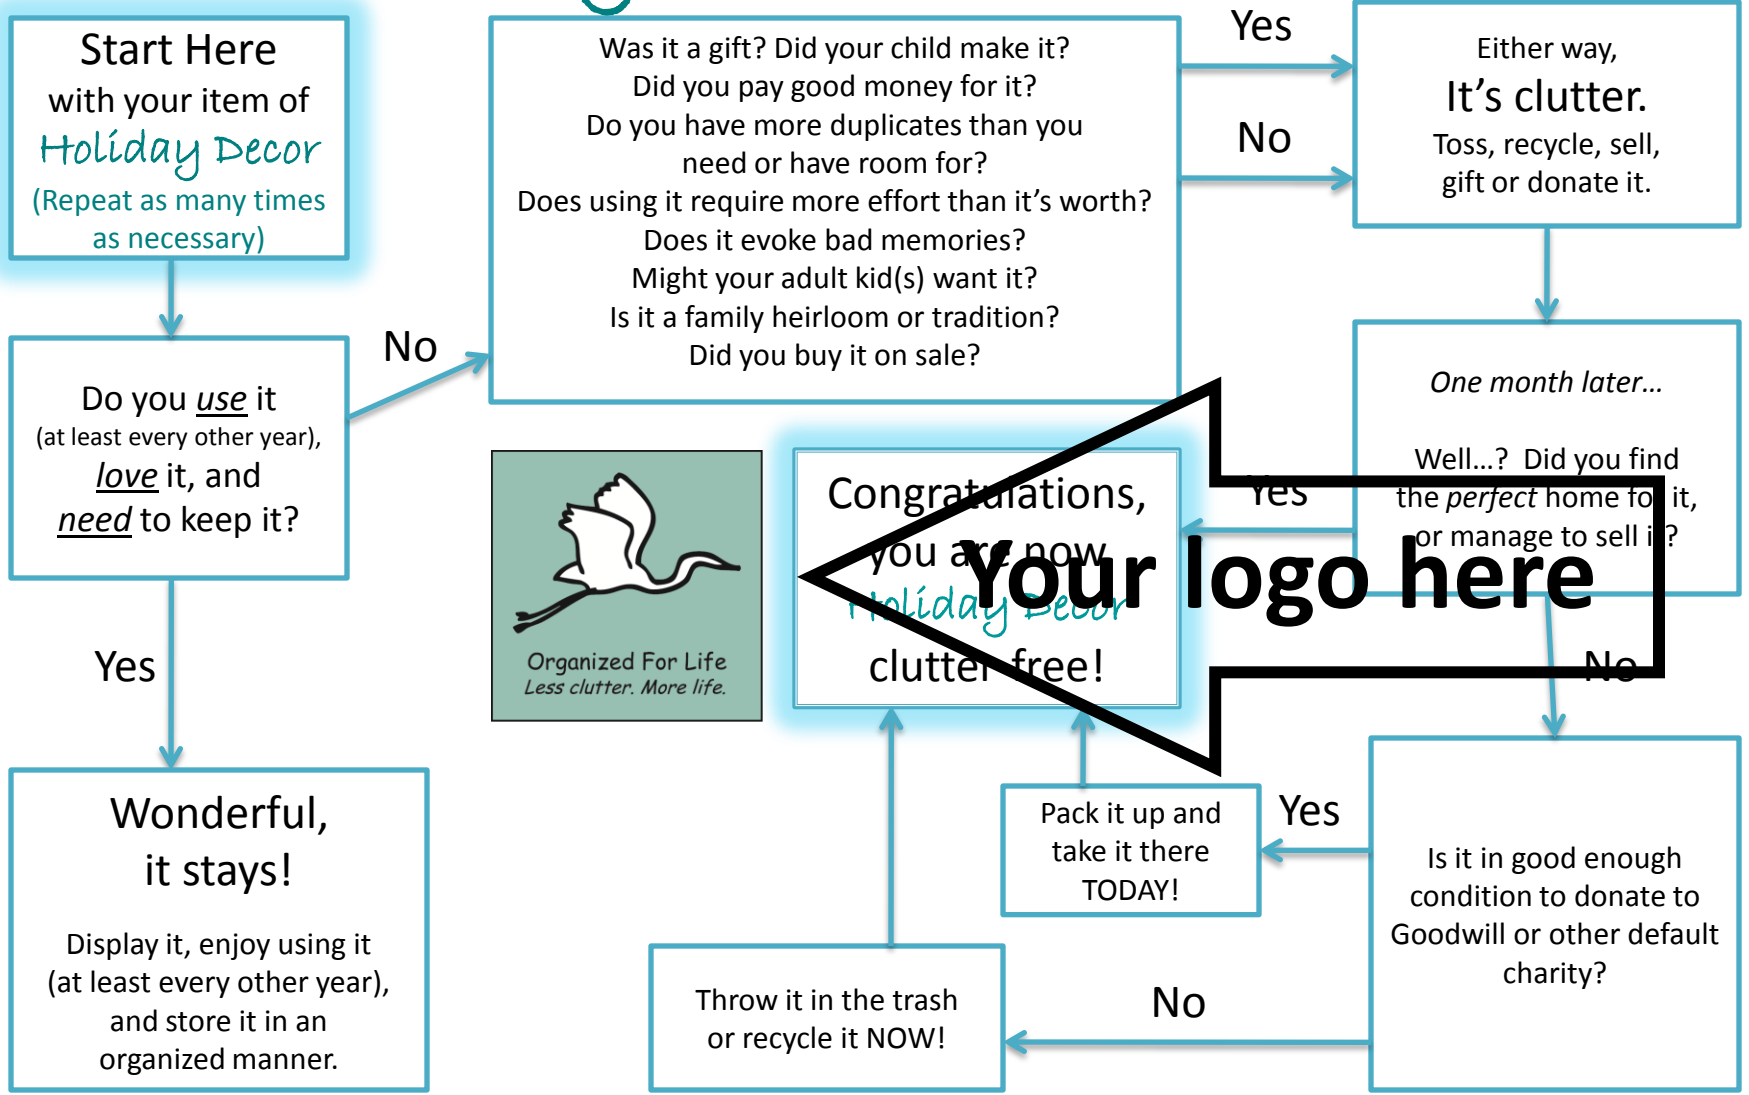 Start Here
with your item of
Holiday Decor
(Repeat as many times
as necessary)
Do you use it
(at least every other year),
love it, and
need to keep it?
No
Yes
Wonderful,
it stays!
Display it, enjoy using it
(at least every other year),
and store it in an
organized manner.
Was it a gift? Did your child make it?
Did you pay good money for it?
Do you have more duplicates than you
need or have room for?
Does using it require more effort than it's worth?
Does it evoke bad memories?
Might your adult kid(s) want it?
Is it a family heirloom or tradition?
Did you buy it on sale?
Yes
No
Either way,
It's clutter.
Toss, recycle, sell,
gift or donate it.
One month later...
Well...? Did you find
the perfect home for it,
or manage to sell it?
Yes
No
Congratulations,
you are now
Holiday Decor
clutter free!
Your logo here
Organized For Life
Less clutter. More life.
Is it in good enough
condition to donate to
Goodwill or other default
charity?
Yes
Pack it up and
take it there
TODAY!
No
Throw it in the trash
or recycle it NOW!